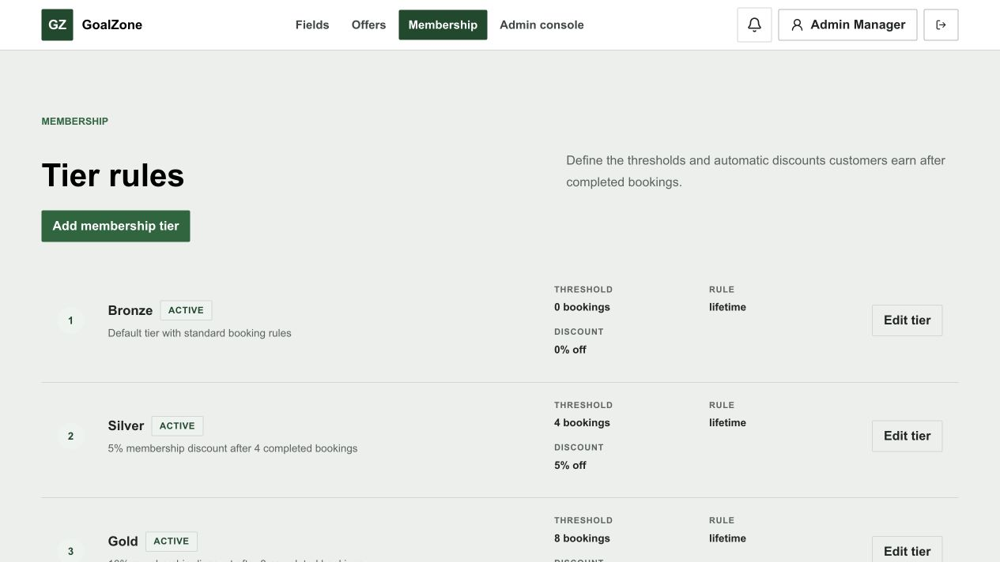 GZ GoalZone Fields Offers Membership Admin console Admin Manager
MEMBERSHIP
Tier rules
Define the thresholds and automatic discounts customers earn after
completed bookings.
Add membership tier
1
Bronze ACTIVE
Default tier with standard booking rules
THRESHOLD
0 bookings
RULE
lifetime
DISCOUNT
0% off
Edit tier
2
Silver ACTIVE
5% membership discount after 4 completed bookings
THRESHOLD
4 bookings
RULE
lifetime
DISCOUNT
5% off
Edit tier
3
Gold ACTIVE
THRESHOLD
8 bookings
RULE
lifetime
Edit tier